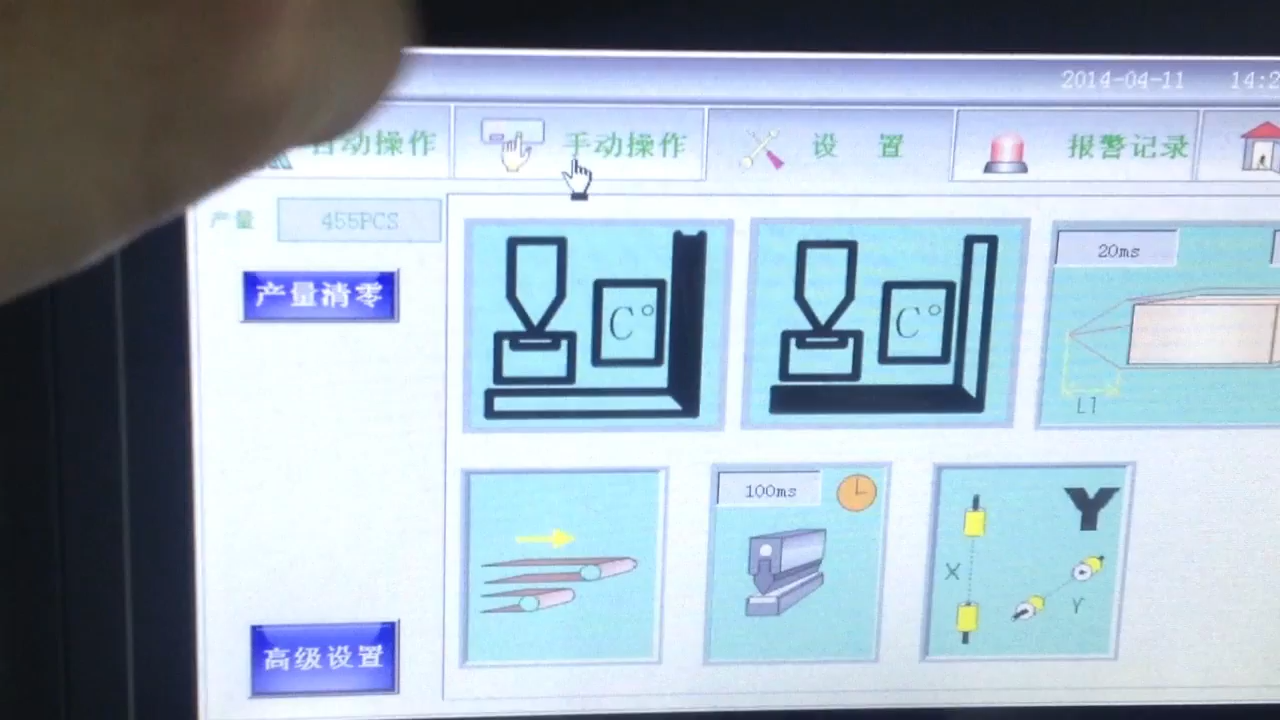 2014-04-11 14:2
自动操作
手动操作
设 置
报警记录
产量 455PCS
产量清零
C°
C°
20ms
L1
100ms
Y
X
Y
高级设置